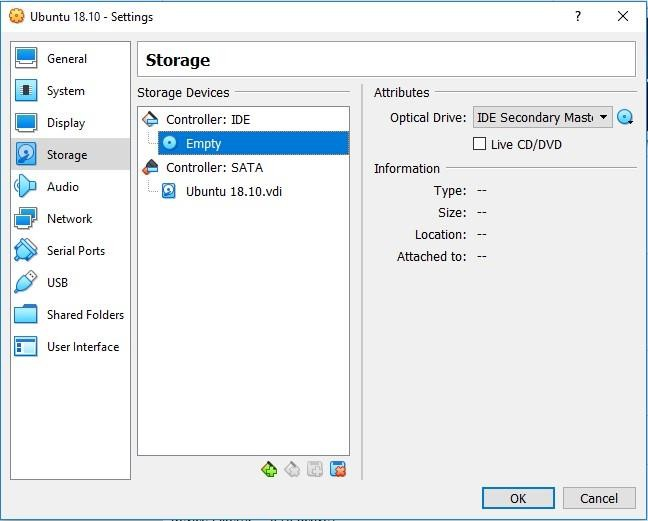 Ubuntu 18.10 - Settings
General
System
Display
Storage
Audio
Network
Serial Ports
USB
Shared Folders
User Interface
Storage
Storage Devices
Controller: IDE
Empty
Controller: SATA
Ubuntu 18.10.vdi
Attributes
Optical Drive: IDE Secondary Mast
Live CD/DVD
Information
Type: --
Size: --
Location: --
Attached to: --
OK
Cancel